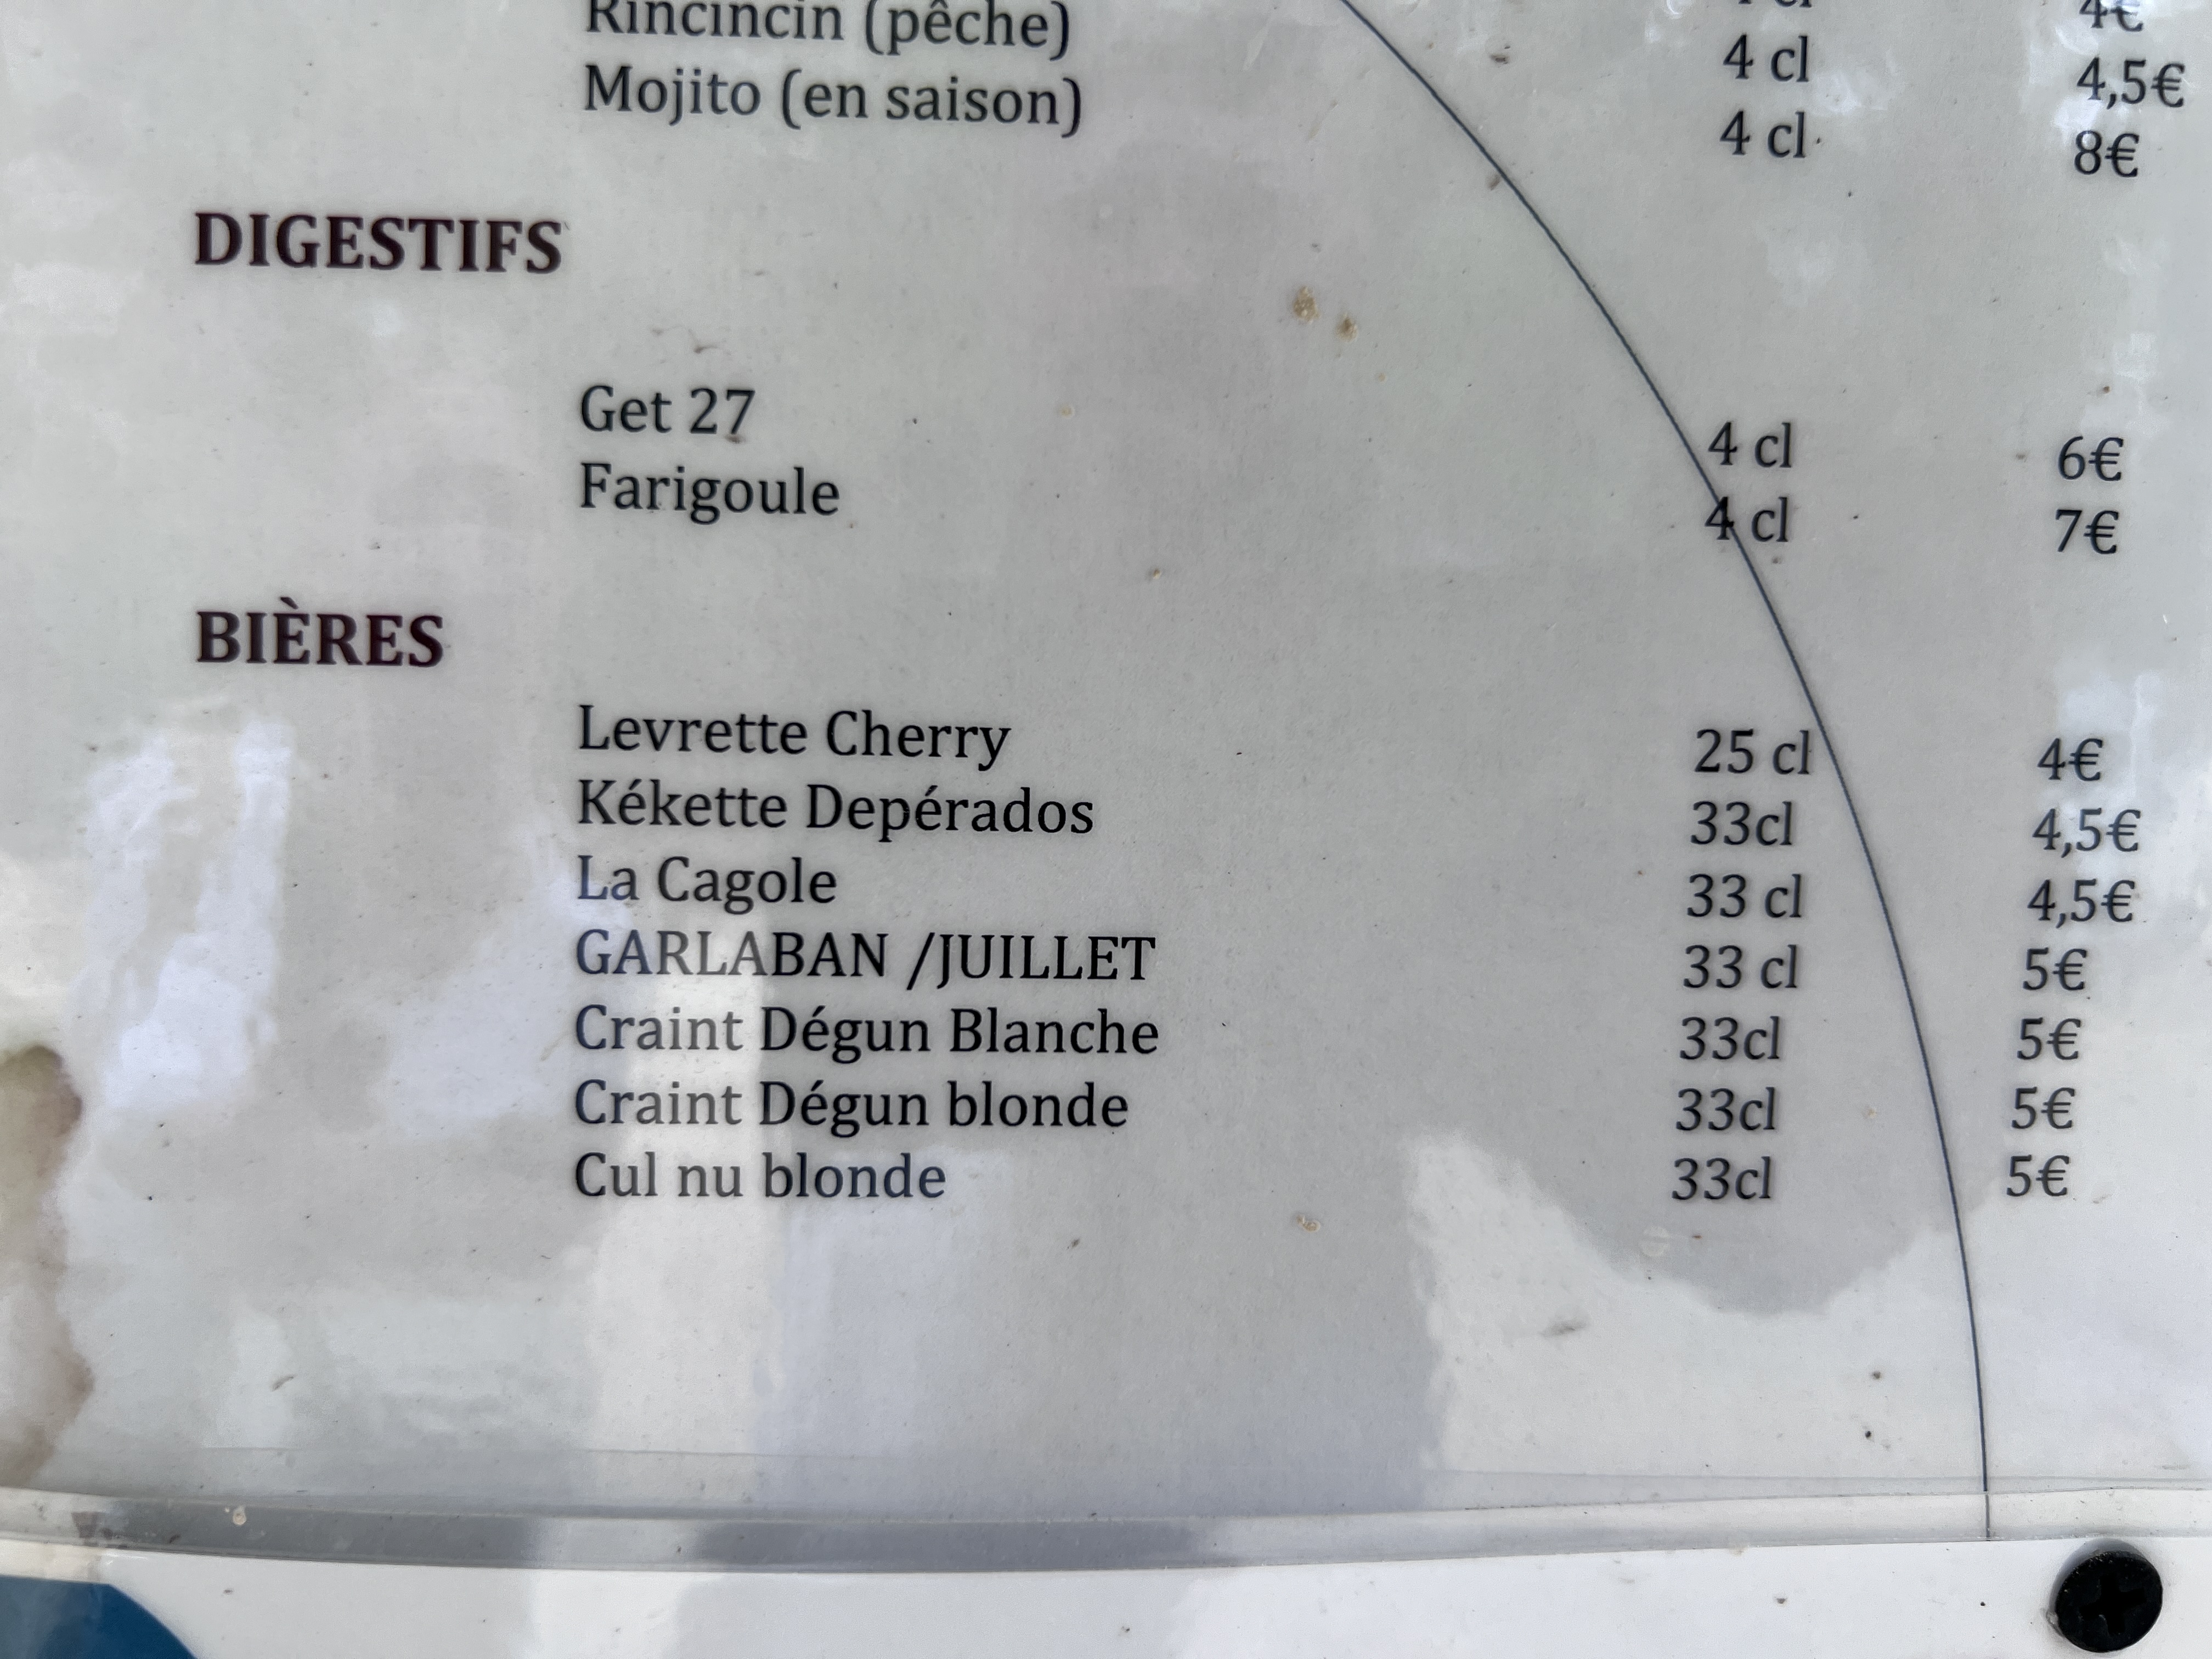 Rincincin (pêche) 4 cl 4,5€
Mojito (en saison) 4 cl 8€
DIGESTIFS
Get 27 4 cl 6€
Farigoule 4 cl 7€
BIÈRES
Levrette Cherry 25 cl 4€
Kékette Depérados 33cl 4,5€
La Cagole 33 cl 4,5€
GARLABAN /JUILLET 33 cl 5€
Craint Dégun Blanche 33cl 5€
Craint Dégun blonde 33cl 5€
Cul nu blonde 33cl 5€